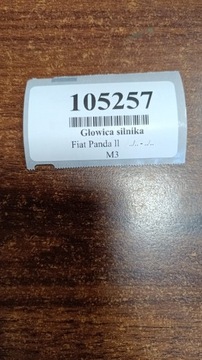 105257
Głowica silnika
Fiat Panda II ../.. - ../..
M3